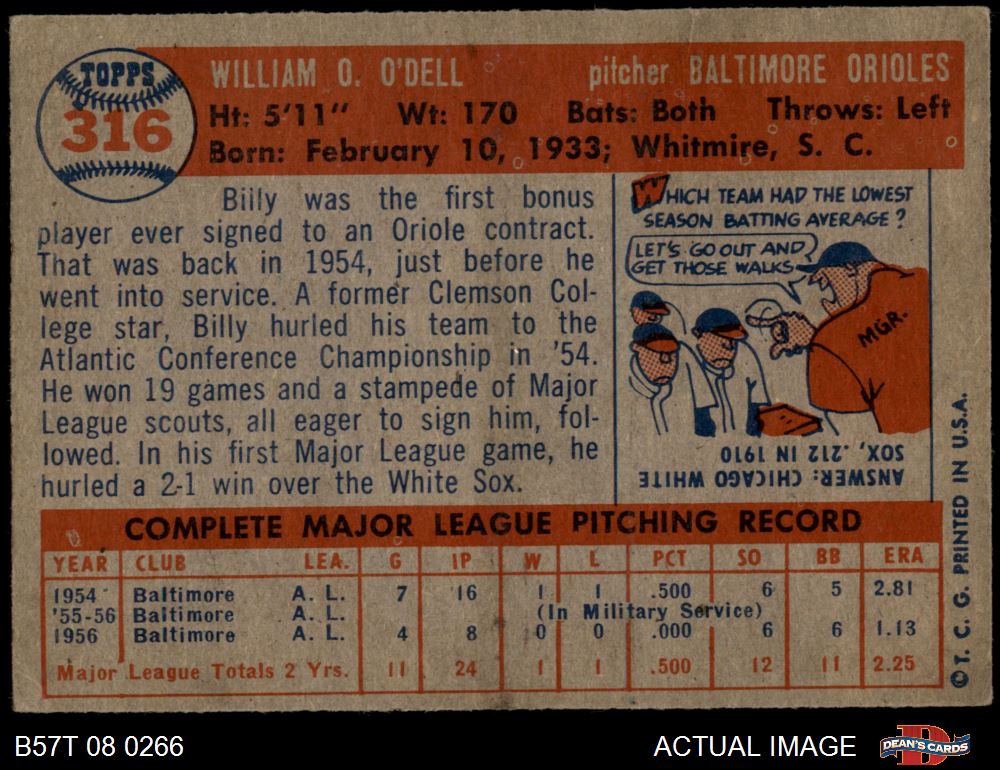 TOPPS
316
WILLIAM O. O'DELL pitcher BALTIMORE ORIOLES
Ht: 5'11" Wt: 170 Bats: Both Throws: Left
Born: February 10, 1933; Whitmire, S. C.
Billy was the first bonus
player ever signed to an Oriole contract.
That was back in 1954, just before he
went into service. A former Clemson Col-
lege star, Billy hurled his team to the
Atlantic Conference Championship in '54.
He won 19 games and a stampede of Major
League scouts, all eager to sign him, fol-
lowed. In his first Major League game, he
hurled a 2-1 win over the White Sox.
WHICH TEAM HAD THE LOWEST
SEASON BATTING AVERAGE?
LET'S GO OUT AND
GET THOSE WALKS
MGR.
ANSWER: CHICAGO WHITE
SOX, .212 IN 1910
COMPLETE MAJOR LEAGUE PITCHING RECORD
YEAR CLUB LEA. G IP W L PCT SO BB ERA
1954 Baltimore A. L. 7 16 1 1 .500 6 5 2.81
'55-56 Baltimore A. L. (In Military Service)
1956 Baltimore A. L. 4 8 0 0 .000 6 6 1.13
Major League Totals 2 Yrs. 11 24 1 1 .500 12 11 2.25
©T. C. G. PRINTED IN U.S.A.
B57T 08 0266
ACTUAL IMAGE
D
DEAN'S CARDS